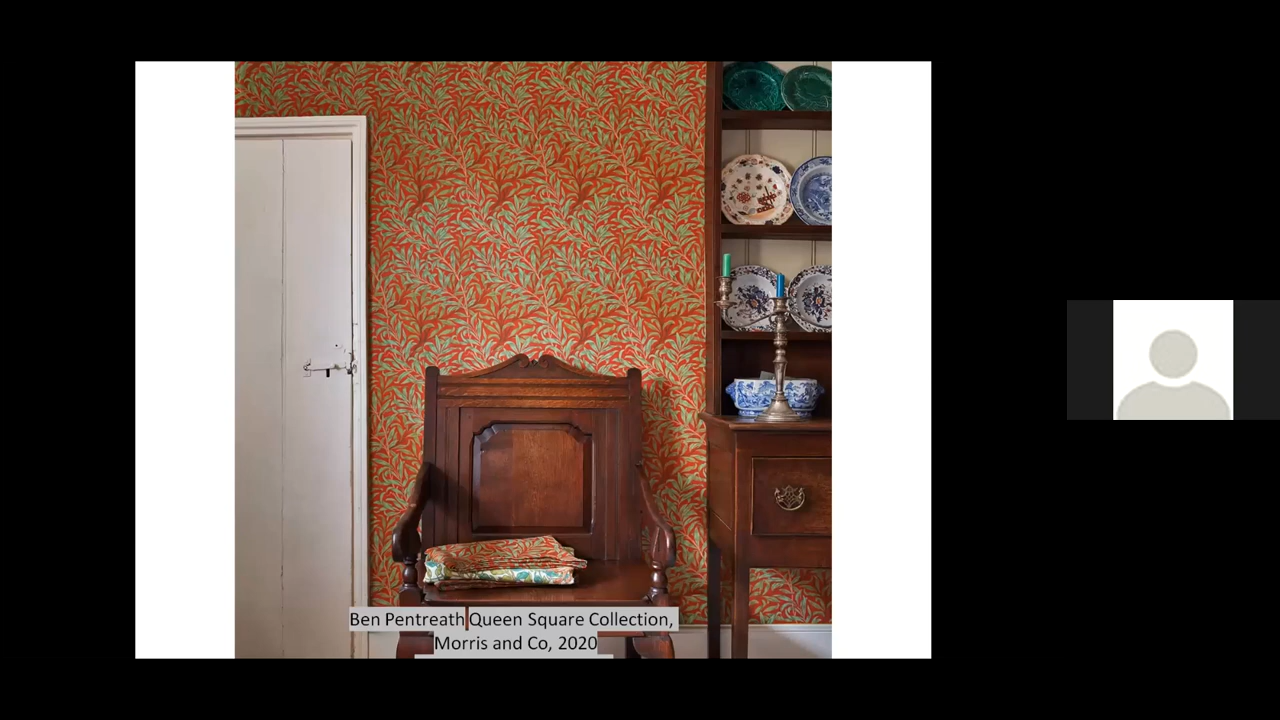 Ben Pentreath Queen Square Collection,
Morris and Co, 2020